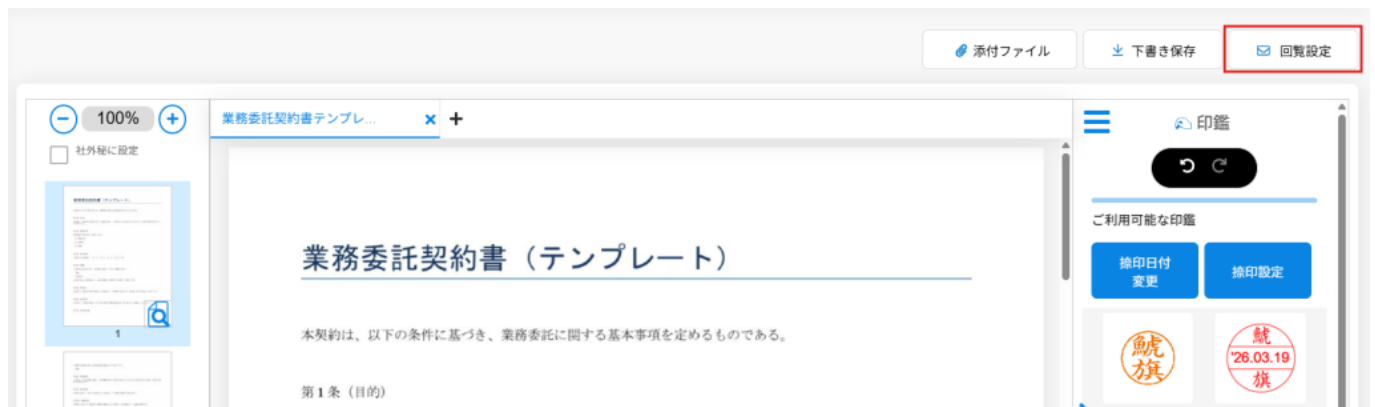 添付ファイル
下書き保存
回覧設定
100%
社外秘に設定
1
業務委託契約書テンプレ...
業務委託契約書（テンプレート）
本契約は、以下の条件に基づき、業務委託に関する基本事項を定めるものである。
第1条（目的）
印鑑
ご利用可能な印鑑
捺印日付
変更
捺印設定
鯱
旗
鯱
'26.03.19
旗